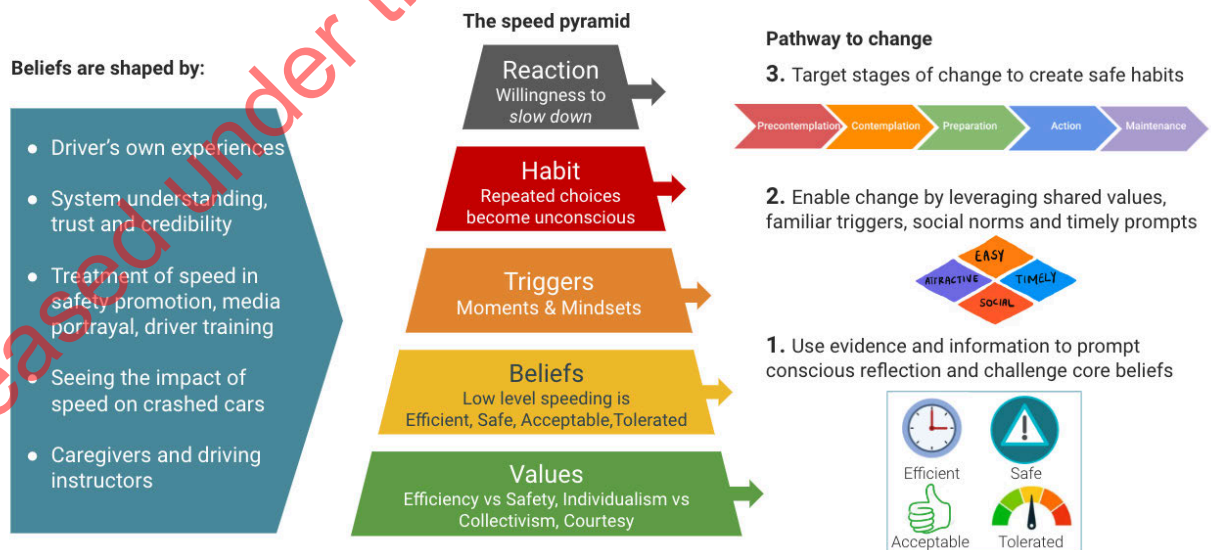 Beliefs are shaped by:
● Driver's own experiences
● System understanding,
trust and credibility
● Treatment of speed in
safety promotion, media
portrayal, driver training
● Seeing the impact of
speed on crashed cars
● Caregivers and driving
instructors
The speed pyramid
Reaction
Willingness to
slow down
Habit
Repeated choices
become unconscious
Triggers
Moments & Mindsets
Beliefs
Low level speeding is
Efficient, Safe, Acceptable,Tolerated
Values
Efficiency vs Safety, Individualism vs
Collectivism, Courtesy
Pathway to change
3. Target stages of change to create safe habits
Precontemplation
Contemplation
Preparation
Action
Maintenance
2. Enable change by leveraging shared values,
familiar triggers, social norms and timely prompts
EASY
ATTRACTIVE
TIMELY
SOCIAL
1. Use evidence and information to prompt
conscious reflection and challenge core beliefs
Efficient
Safe
Acceptable
Tolerated
under